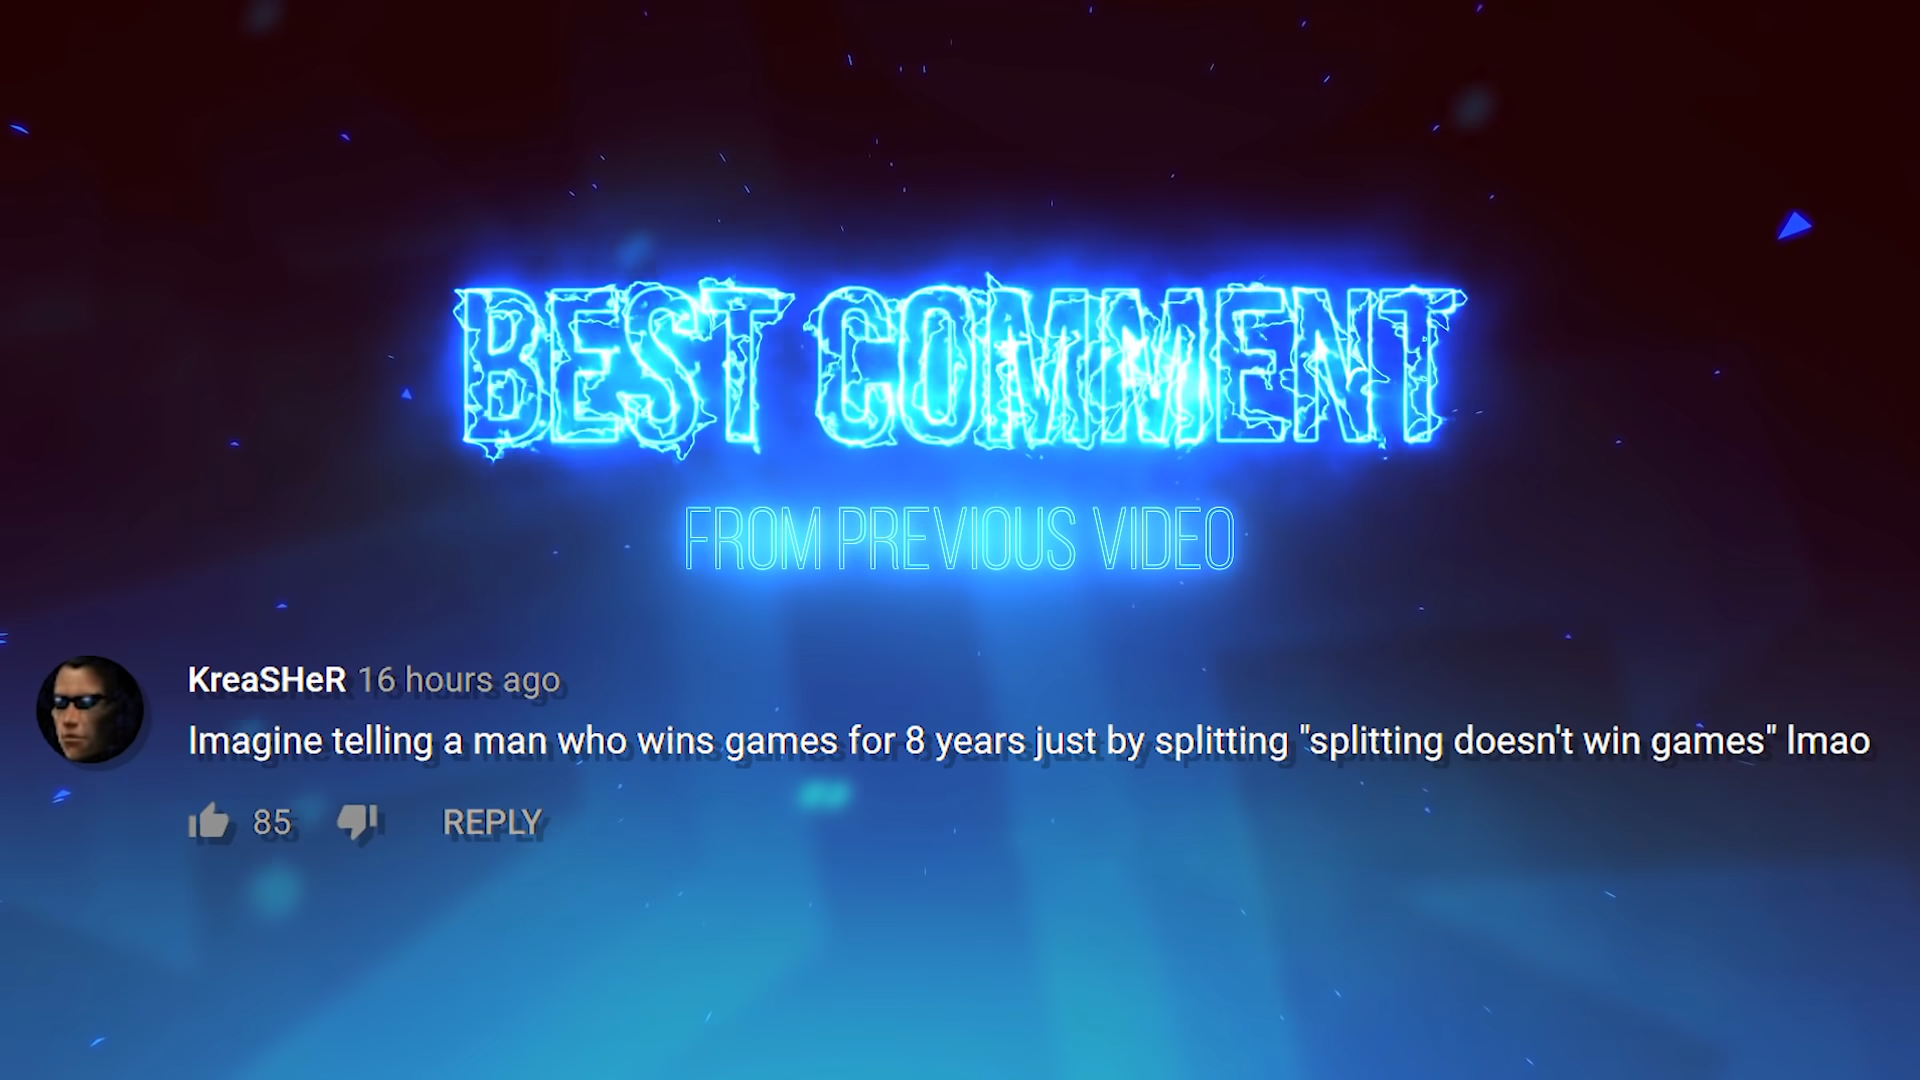 BEST COMMENT
FROM PREVIOUS VIDEO
KreaSHeR 16 hours ago
Imagine telling a man who wins games for 8 years just by splitting "splitting doesn't win games" lmao
85 REPLY